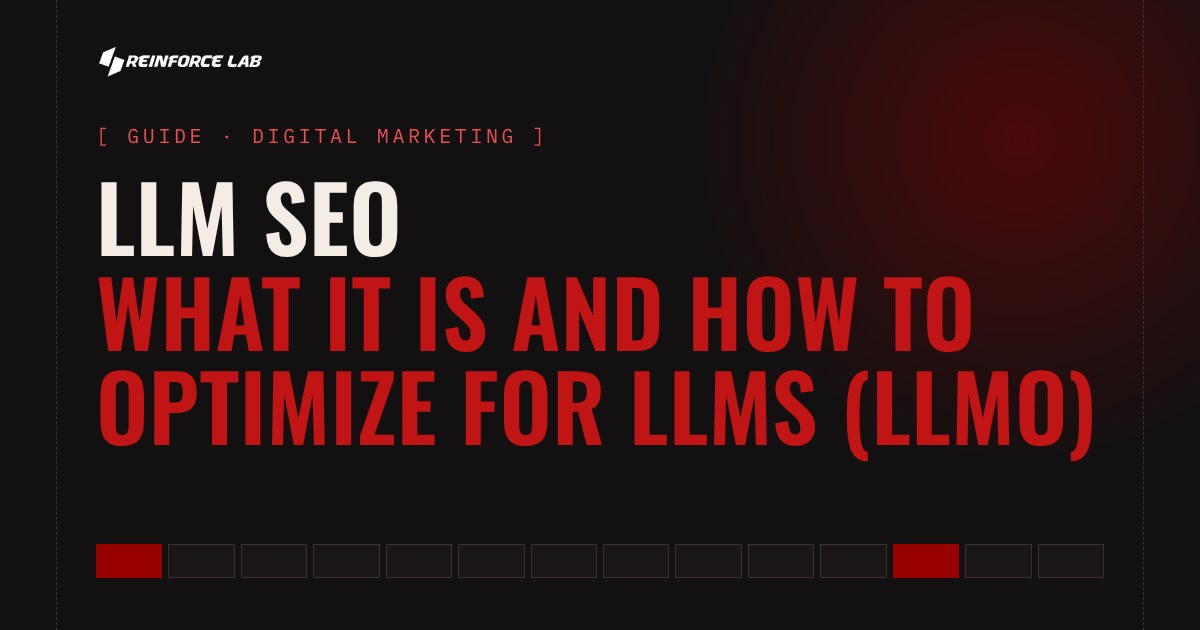 REINFORCE LAB
[ GUIDE · DIGITAL MARKETING ]
LLM SEO
WHAT IT IS AND HOW TO
OPTIMIZE FOR LLMS (LLMO)